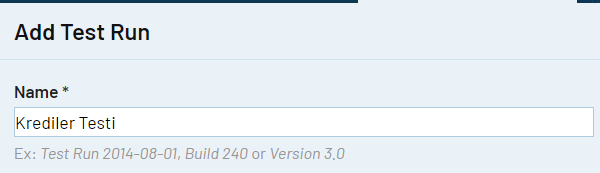 Add Test Run
Name *
Krediler Testi
Ex: Test Run 2014-08-01, Build 240 or Version 3.0